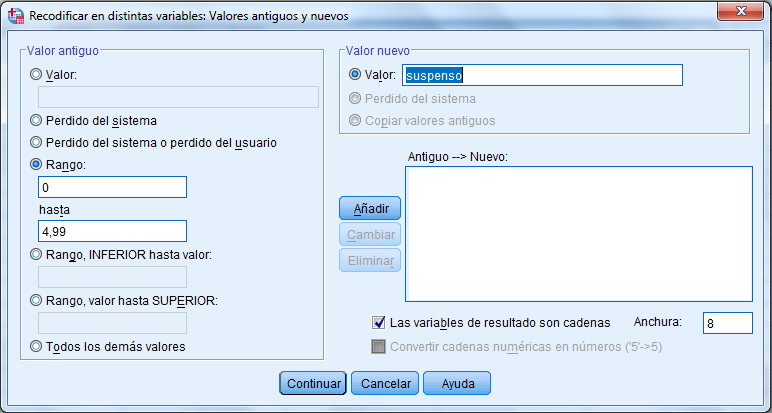 Recodificar en distintas variables: Valores antiguos y nuevos
Valor antiguo
Valor:
Perdido del sistema
Perdido del sistema o perdido del usuario
Rango:
0
hasta
4,99
Rango, INFERIOR hasta valor:
Rango, valor hasta SUPERIOR:
Todos los demás valores
Valor nuevo
Valor: suspenso
Perdido del sistema
Copiar valores antiguos
Antiguo --> Nuevo:
Añadir
Cambiar
Eliminar
Las variables de resultado son cadenas Anchura: 8
Convertir cadenas numéricas en números ('5'->5)
Continuar Cancelar Ayuda